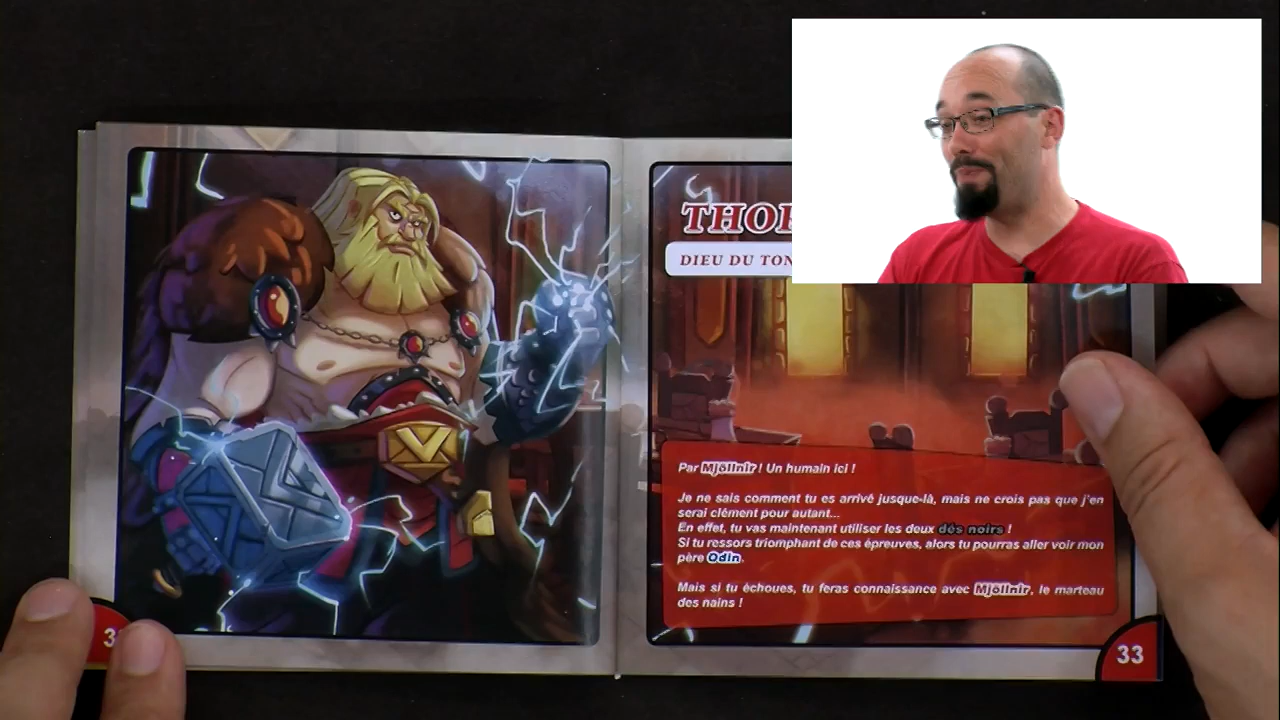 THOR
DIEU DU TON
Par Mjöllnir ! Un humain ici !
Je ne sais comment tu es arrivé jusque-là, mais ne crois pas que j'en
serai clément pour autant...
En effet, tu vas maintenant utiliser les deux dés noirs !
Si tu ressors triomphant de ces épreuves, alors tu pourras aller voir mon
père Odin.
Mais si tu échoues, tu feras connaissance avec Mjöllnir, le marteau
des nains !
33